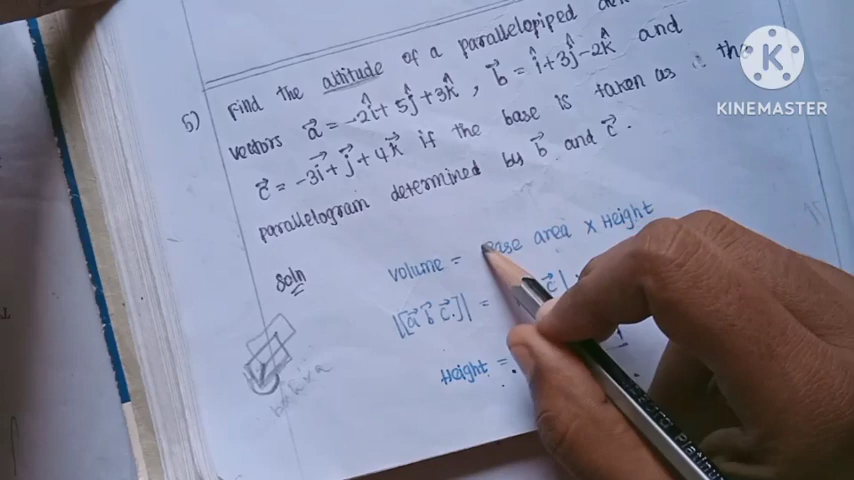 5) Find the altitude of a parallelopiped
vectors a⃗ = -2î + 5ĵ + 3k̂, b⃗ = î + 3ĵ - 2k̂ and
c⃗ = -3i⃗ + j⃗ + 4k⃗ if the base is taken as the
parallelogram determined by b⃗ and c⃗.
Soln
Volume = Base area × Height
|[a⃗ b⃗ c⃗]| = c⃗|
Height =
KINEMASTER